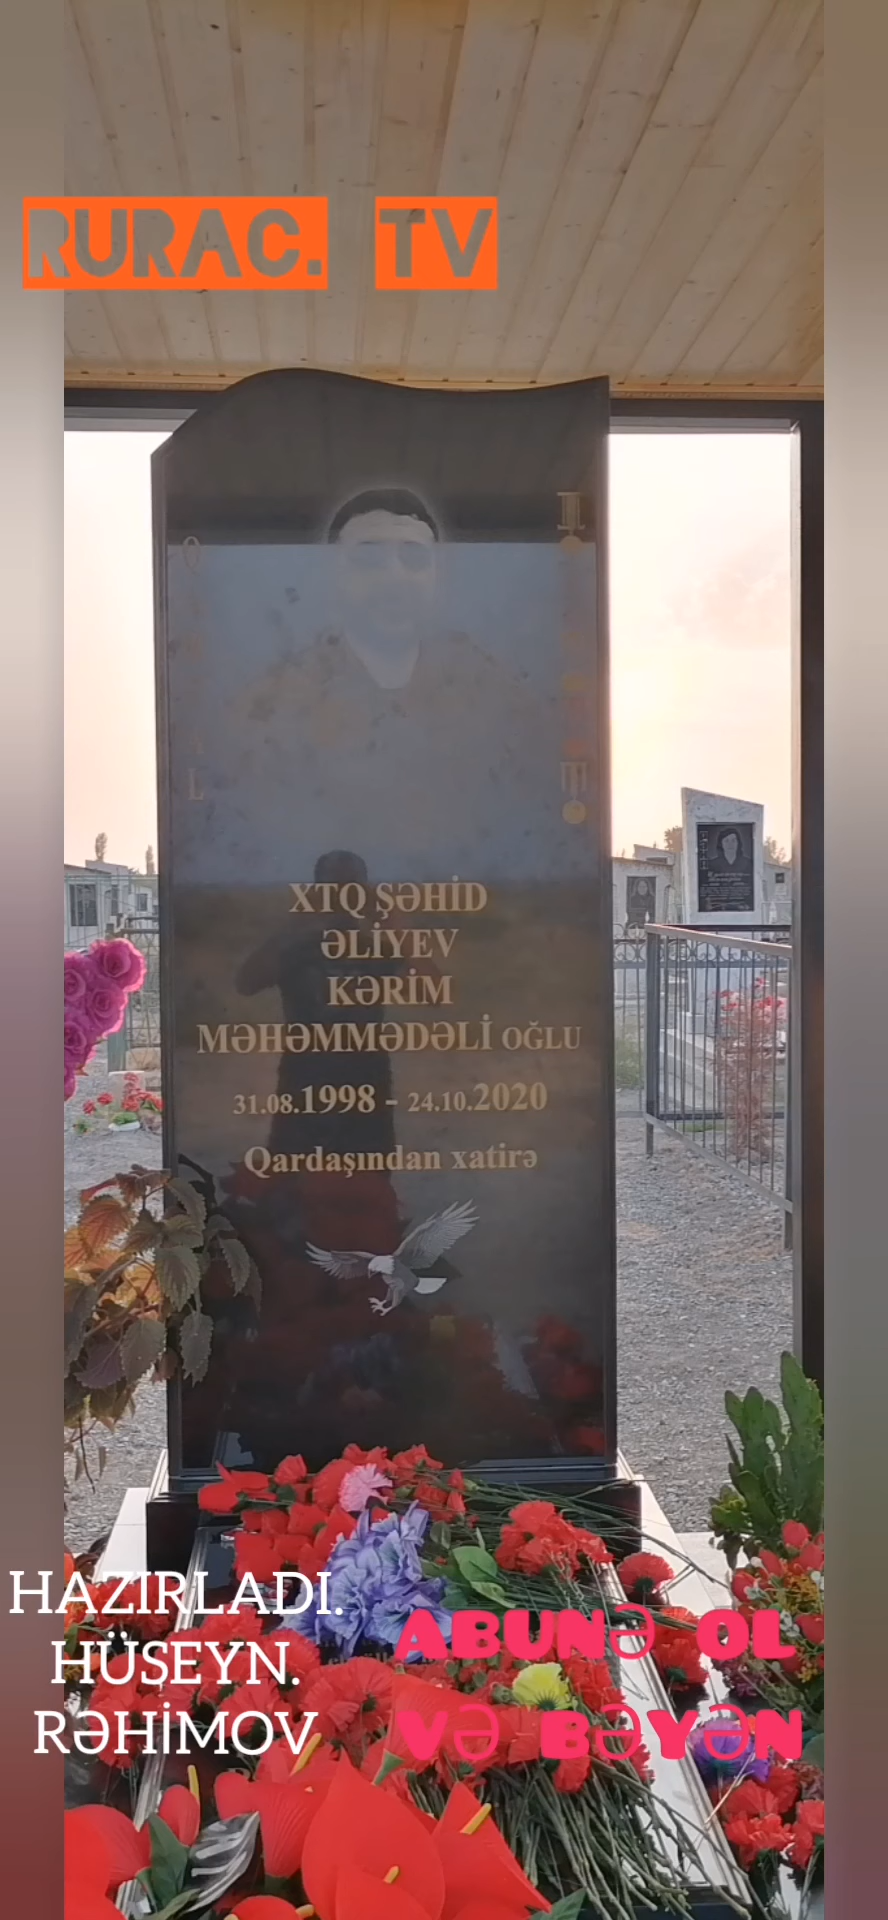 RURAC. TV
XTQ ŞƏHİD
ƏLİYEV
KƏRİM
MƏHƏMMƏDƏLİ OĞLU
31.08.1998 - 24.10.2020
Qardaşından xatirə
HAZIRLADI.
HÜSEYN.
RƏHİMOV
ABUNƏ OL
VƏ BƏYƏN